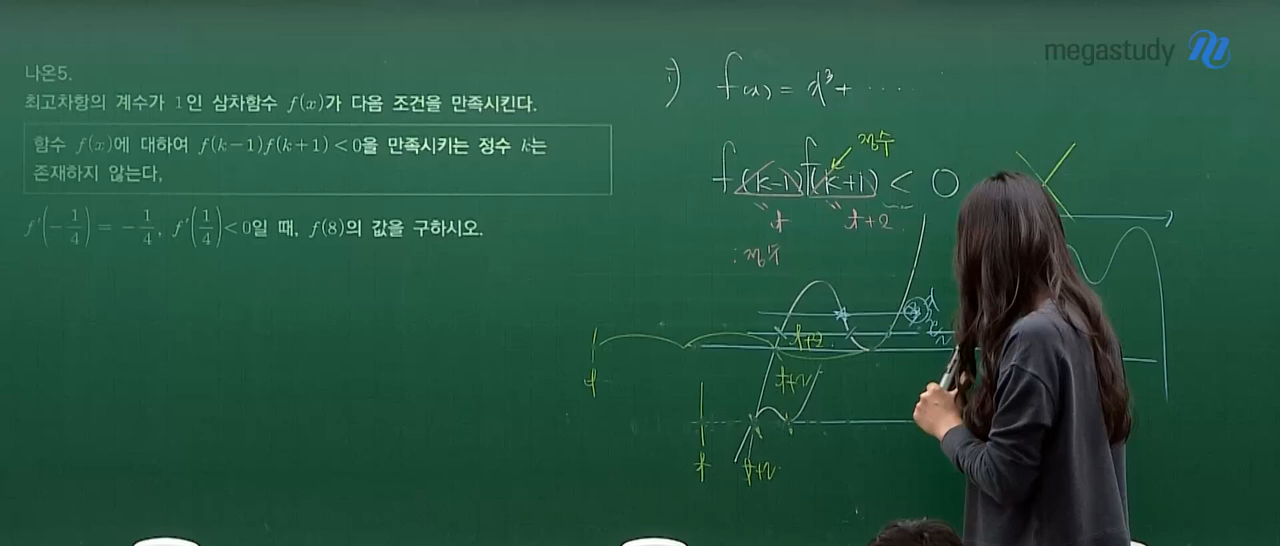 megastudy
나온5.
최고차항의 계수가 1인 삼차함수 f(x)가 다음 조건을 만족시킨다.
함수 f(x)에 대하여 f(k−1)f(k+1)<0을 만족시키는 정수 k는
존재하지 않는다,
f'(−1/4)=−1/4, f'(1/4)<0일 때, f(8)의 값을 구하시오.
i) f(x) = x³+ ·····
정수
f(k-1)f(k+1) < 0
" t " t+2
: 정수
t+2
t+2
t
t t+2